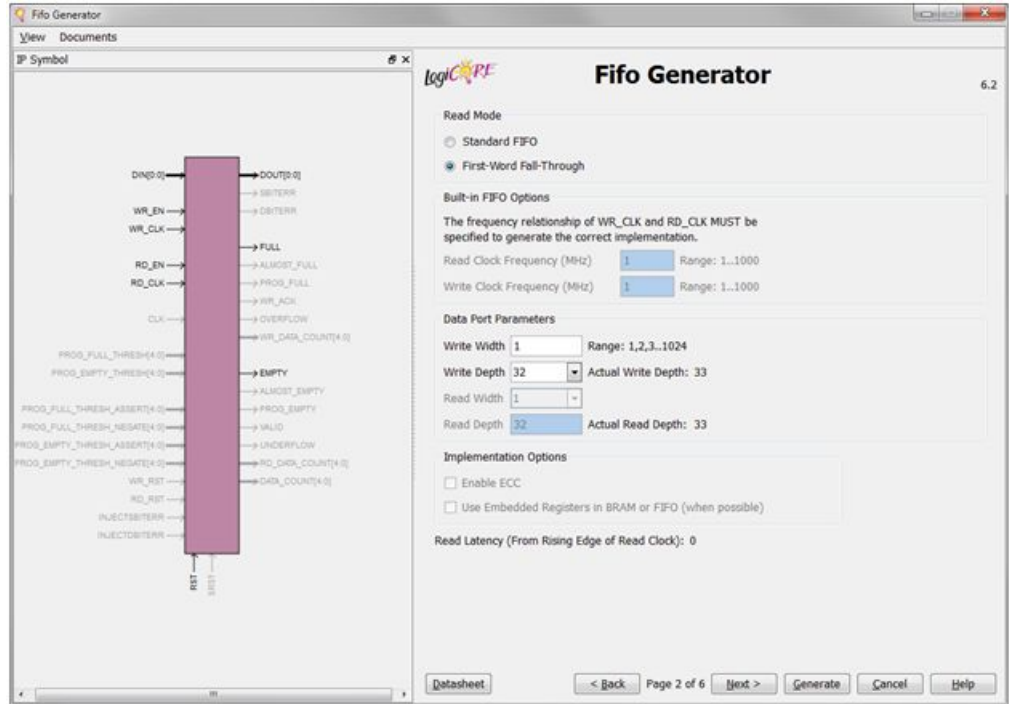 Fifo Generator
View Documents
IP Symbol
DIN[0:0]
WR_EN
WR_CLK
RD_EN
RD_CLK
CLK
PROG_FULL_THRESH[4:0]
PROG_EMPTY_THRESH[4:0]
PROG_FULL_THRESH_ASSERT[4:0]
PROG_FULL_THRESH_NEGATE[4:0]
PROG_EMPTY_THRESH_ASSERT[4:0]
PROG_EMPTY_THRESH_NEGATE[4:0]
WR_RST
RD_RST
INJECTSBITERR
INJECTDBITERR
DOUT[0:0]
SBITERR
DBITERR
FULL
ALMOST_FULL
PROG_FULL
WR_ACK
OVERFLOW
WR_DATA_COUNT[4:0]
EMPTY
ALMOST_EMPTY
PROG_EMPTY
VALID
UNDERFLOW
RD_DATA_COUNT[4:0]
DATA_COUNT[4:0]
RST
SRST
LogiCORE
Fifo Generator
6.2
Read Mode
Standard FIFO
First-Word Fall-Through
Built-in FIFO Options
The frequency relationship of WR_CLK and RD_CLK MUST be
specified to generate the correct implementation.
Read Clock Frequency (MHz) 1 Range: 1..1000
Write Clock Frequency (MHz) 1 Range: 1..1000
Data Port Parameters
Write Width 1 Range: 1,2,3..1024
Write Depth 32 Actual Write Depth: 33
Read Width 1
Read Depth 32 Actual Read Depth: 33
Implementation Options
Enable ECC
Use Embedded Registers in BRAM or FIFO (when possible)
Read Latency (From Rising Edge of Read Clock): 0
Datasheet < Back Page 2 of 6 Next > Generate Cancel Help